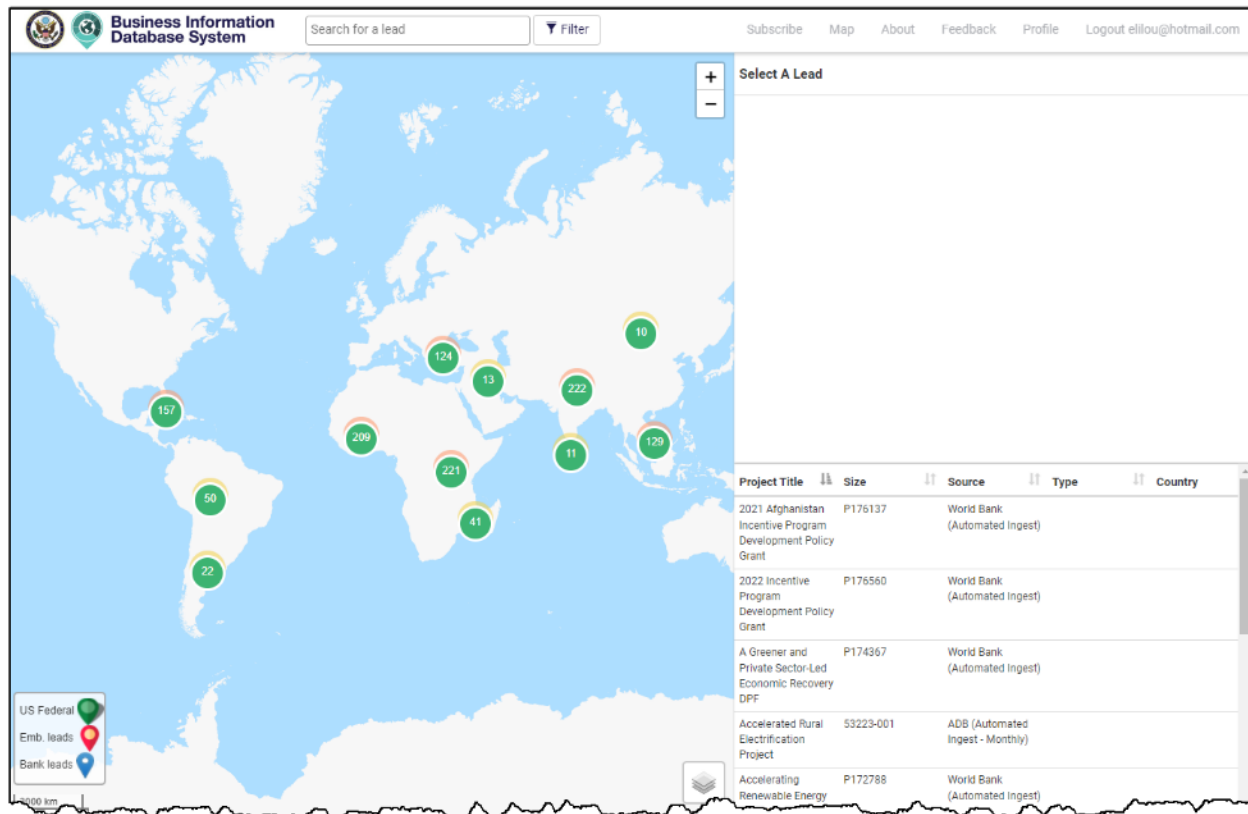 Business Information
Database System
Search for a lead
Filter
Subscribe
Map
About
Feedback
Profile
Logout elilou@hotmail.com
+
−
Select A Lead
10
124
13
222
157
209
129
11
221
50
41
22
US Federal
Emb. leads
Bank leads
3000 km
Project Title
Size
Source
Type
Country
2021 Afghanistan
Incentive Program
Development Policy
Grant
P176137
World Bank
(Automated Ingest)
2022 Incentive
Program
Development Policy
Grant
P176560
World Bank
(Automated Ingest)
A Greener and
Private Sector-Led
Economic Recovery
DPF
P174367
World Bank
(Automated Ingest)
Accelerated Rural
Electrification
Project
53223-001
ADB (Automated
Ingest - Monthly)
Accelerating
Renewable Energy
P172788
World Bank
(Automated Ingest)